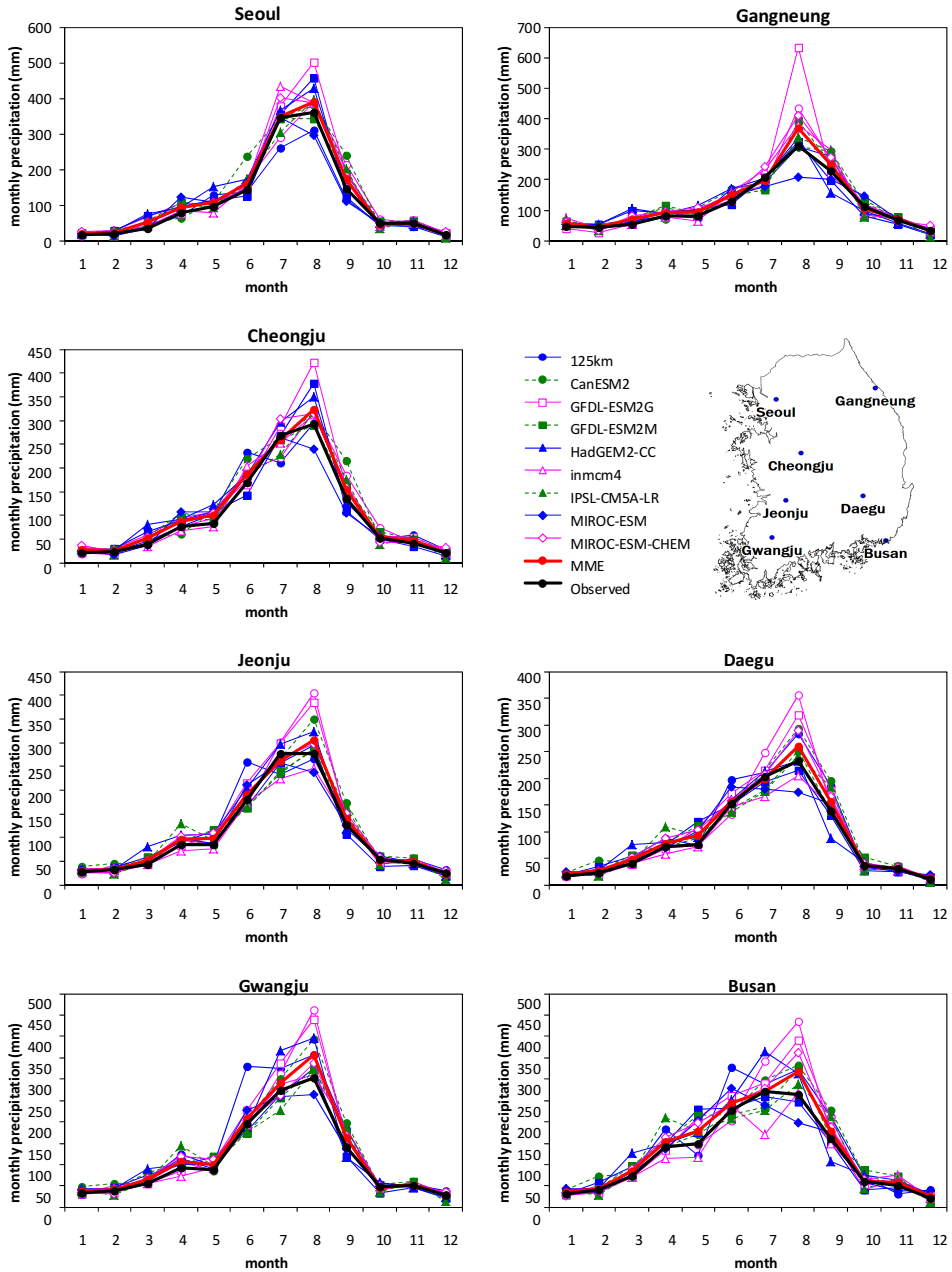 Seoul
monthly precipitation (mm)
600
500
400
300
200
100
0
1 2 3 4 5 6 7 8 9 10 11 12
month
Gangneung
monthly precipitation (mm)
700
600
500
400
300
200
100
0
1 2 3 4 5 6 7 8 9 10 11 12
month
Cheongju
monthly precipitation (mm)
450
400
350
300
250
200
150
100
50
0
1 2 3 4 5 6 7 8 9 10 11 12
month
125km
CanESM2
GFDL-ESM2G
GFDL-ESM2M
HadGEM2-CC
inmcm4
IPSL-CM5A-LR
MIROC-ESM
MIROC-ESM-CHEM
MME
Observed
Gangneung
Seoul
Cheongju
Jeonju
Daegu
Gwangju
Busan
Jeonju
monthly precipitation (mm)
450
400
350
300
250
200
150
100
50
0
1 2 3 4 5 6 7 8 9 10 11 12
month
Daegu
monthly precipitation (mm)
400
350
300
250
200
150
100
50
0
1 2 3 4 5 6 7 8 9 10 11 12
month
Gwangju
monthly precipitation (mm)
500
450
400
350
300
250
200
150
100
50
0
1 2 3 4 5 6 7 8 9 10 11 12
month
Busan
monthly precipitation (mm)
500
450
400
350
300
250
200
150
100
50
0
1 2 3 4 5 6 7 8 9 10 11 12
month